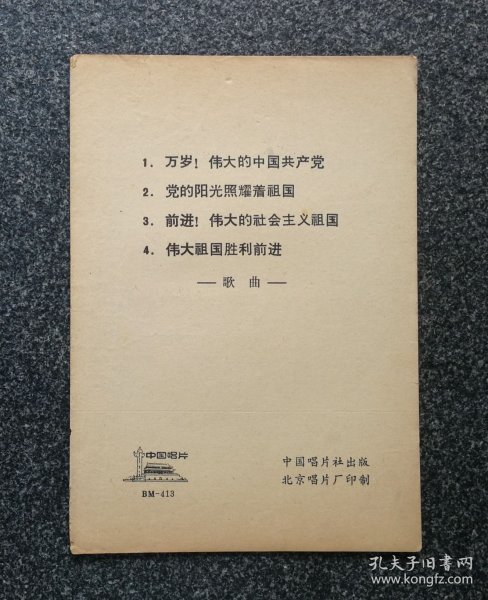 1. 万岁！伟大的中国共产党
2. 党的阳光照耀着祖国
3. 前进！伟大的社会主义祖国
4. 伟大祖国胜利前进
—— 歌 曲 ——
中国唱片
BM-413
中国唱片社出版
北京唱片厂印制
孔夫子旧书网
kongfz.com